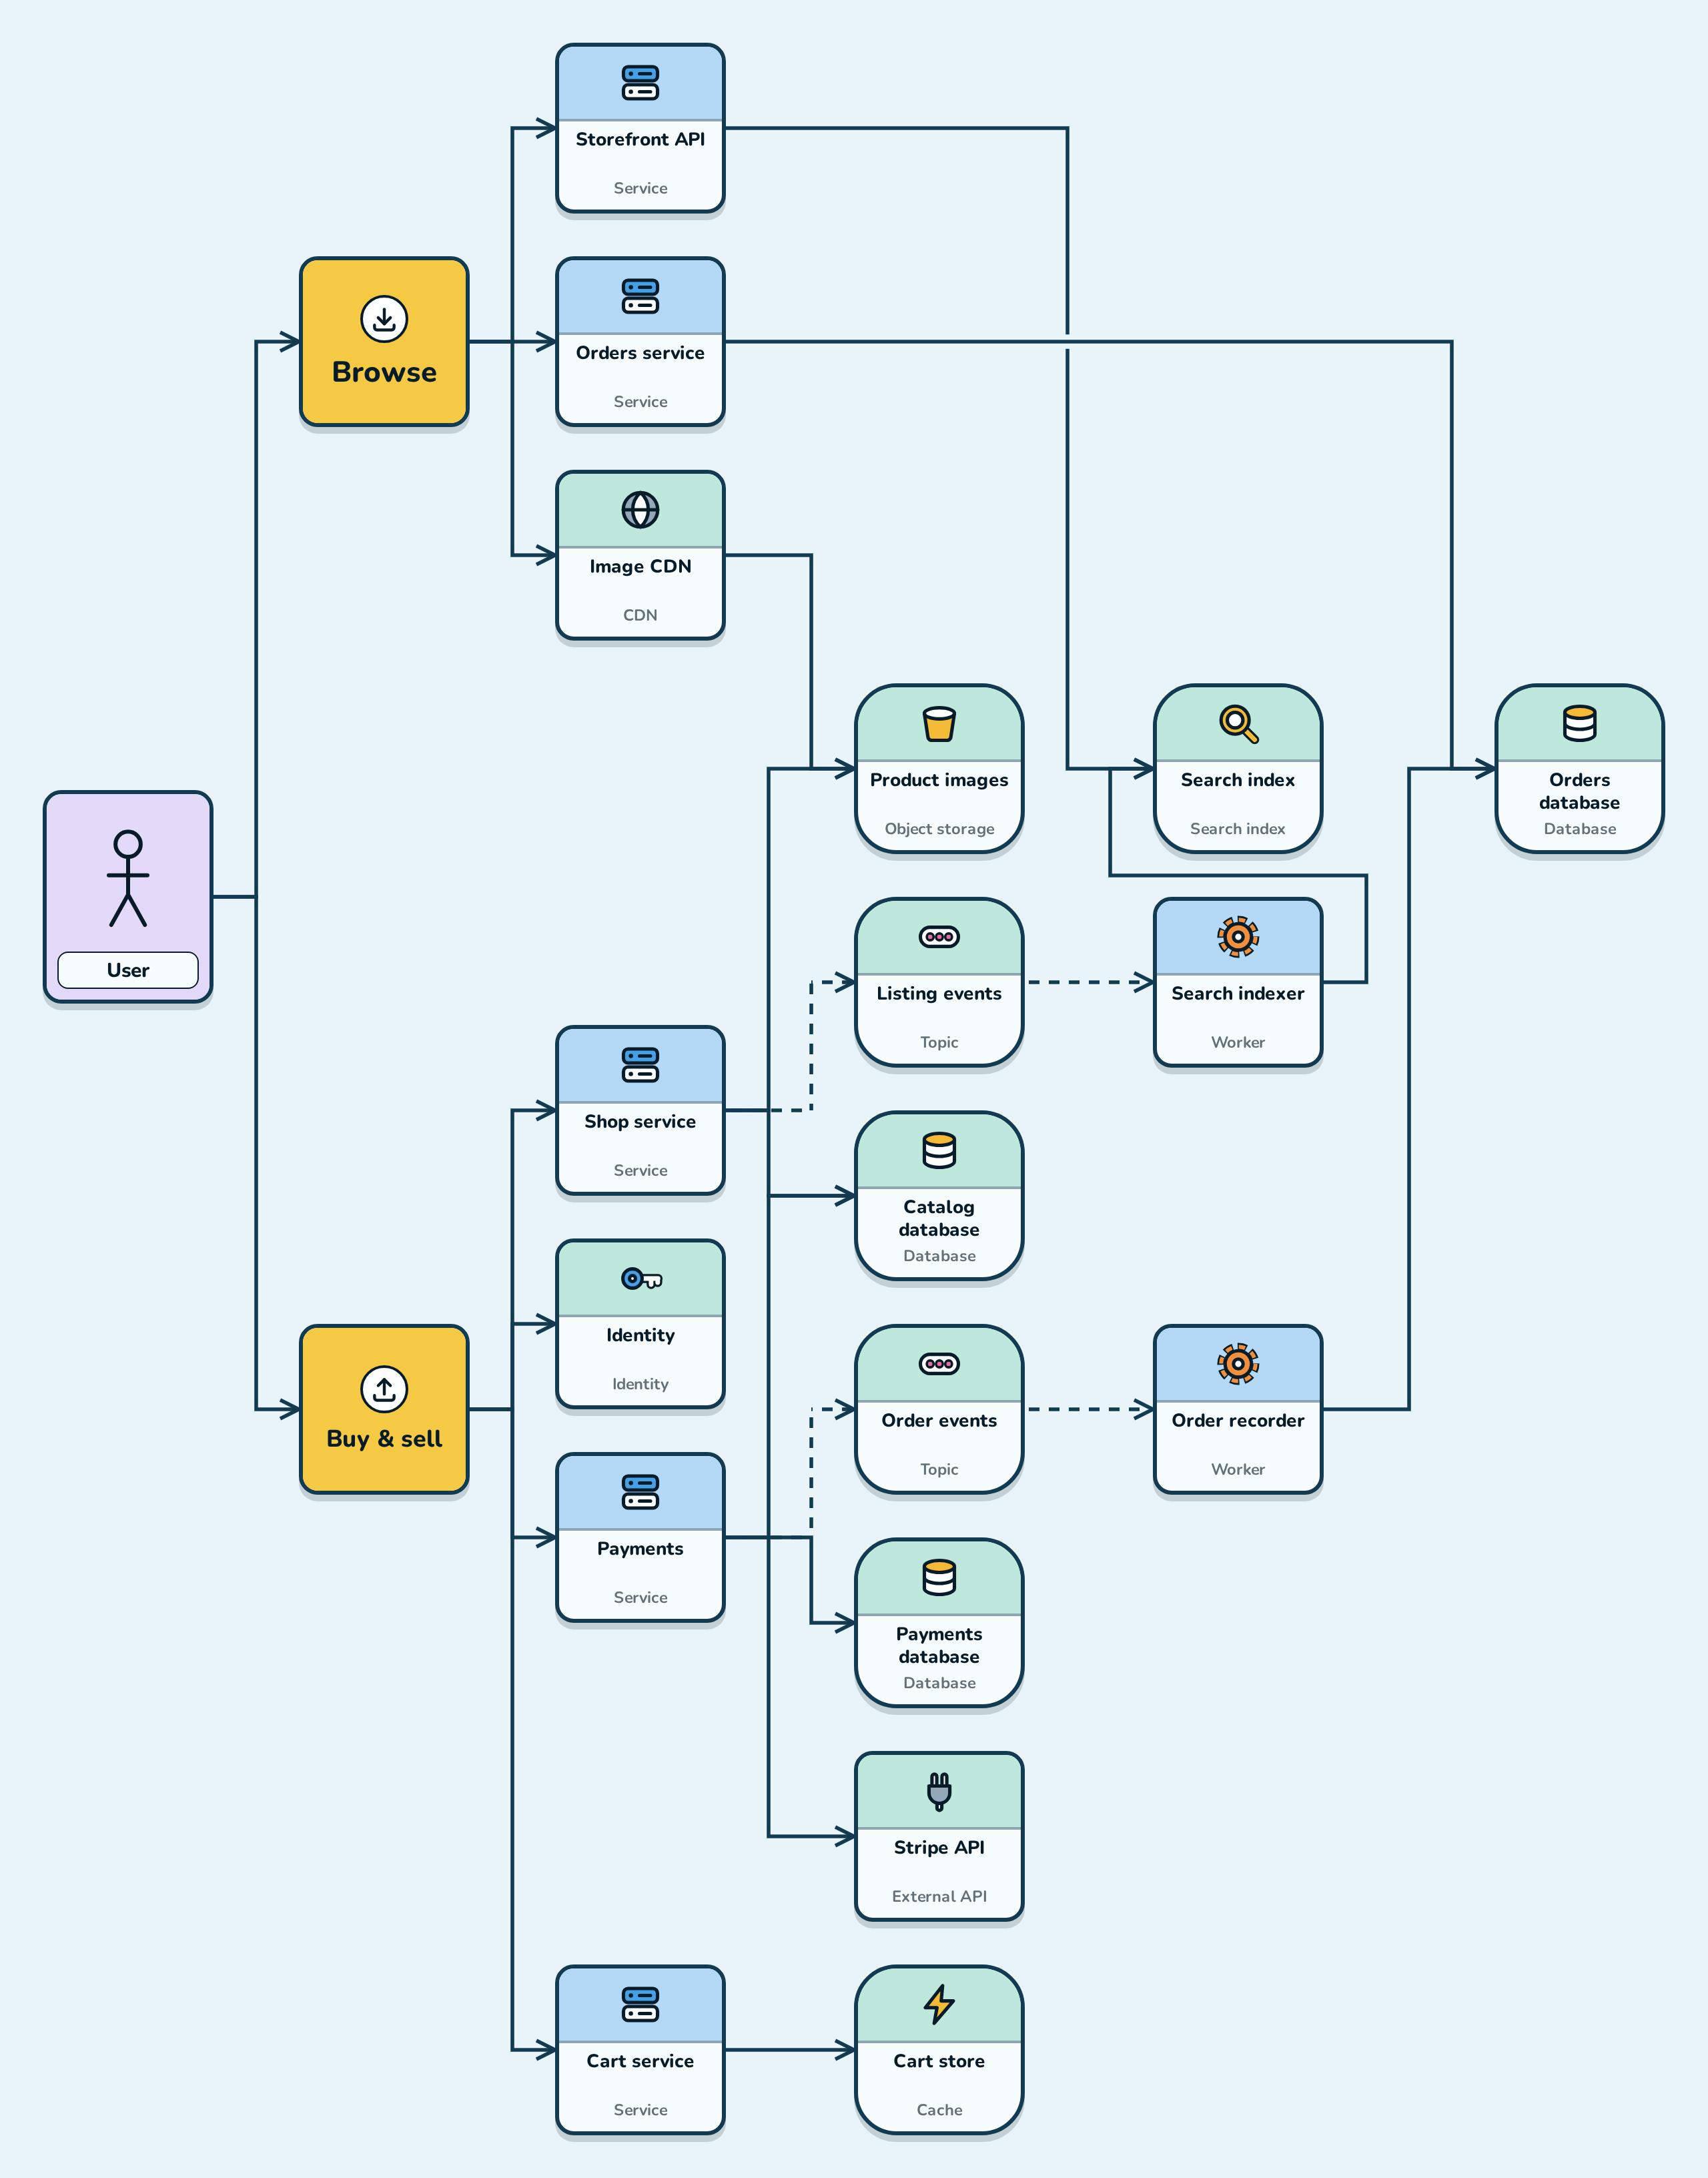 Storefront API
Service
Browse
Orders service
Service
Image CDN
CDN
Product images
Object storage
Search index
Search index
Orders
database
Database
User
Listing events
Topic
Search indexer
Worker
Shop service
Service
Catalog
database
Database
Identity
Identity
Buy & sell
Order events
Topic
Order recorder
Worker
Payments
Service
Payments
database
Database
Stripe API
External API
Cart service
Service
Cart store
Cache